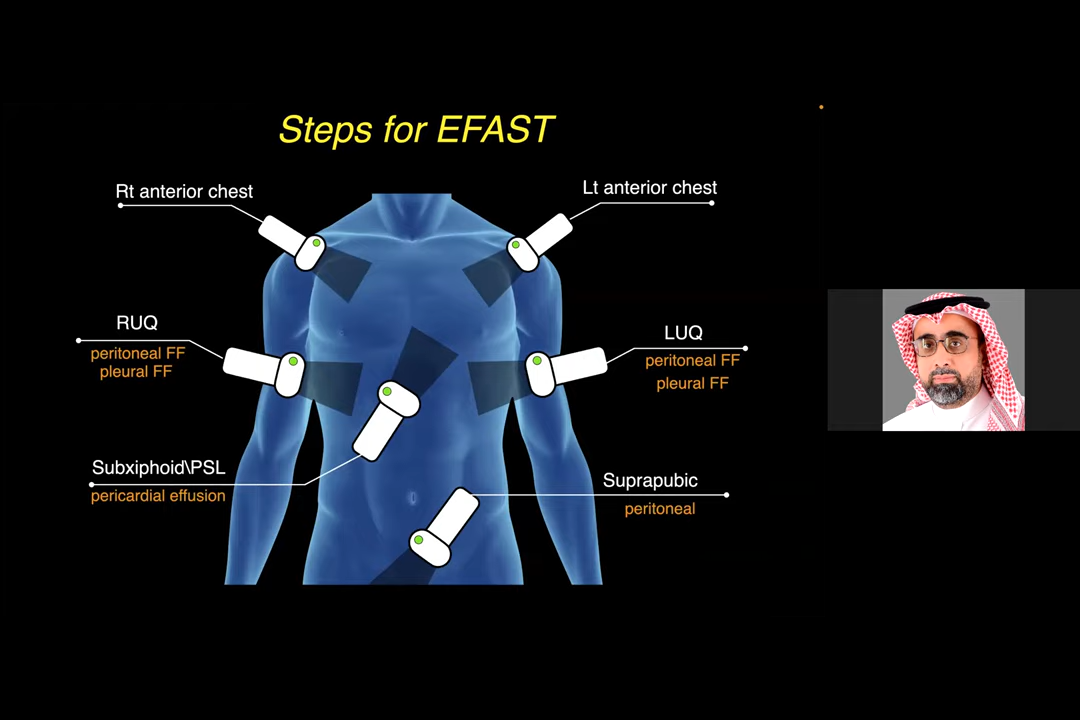 Steps for EFAST
Rt anterior chest
Lt anterior chest
RUQ
peritoneal FF
pleural FF
LUQ
peritoneal FF
pleural FF
Subxiphoid\PSL
pericardial effusion
Suprapubic
peritoneal